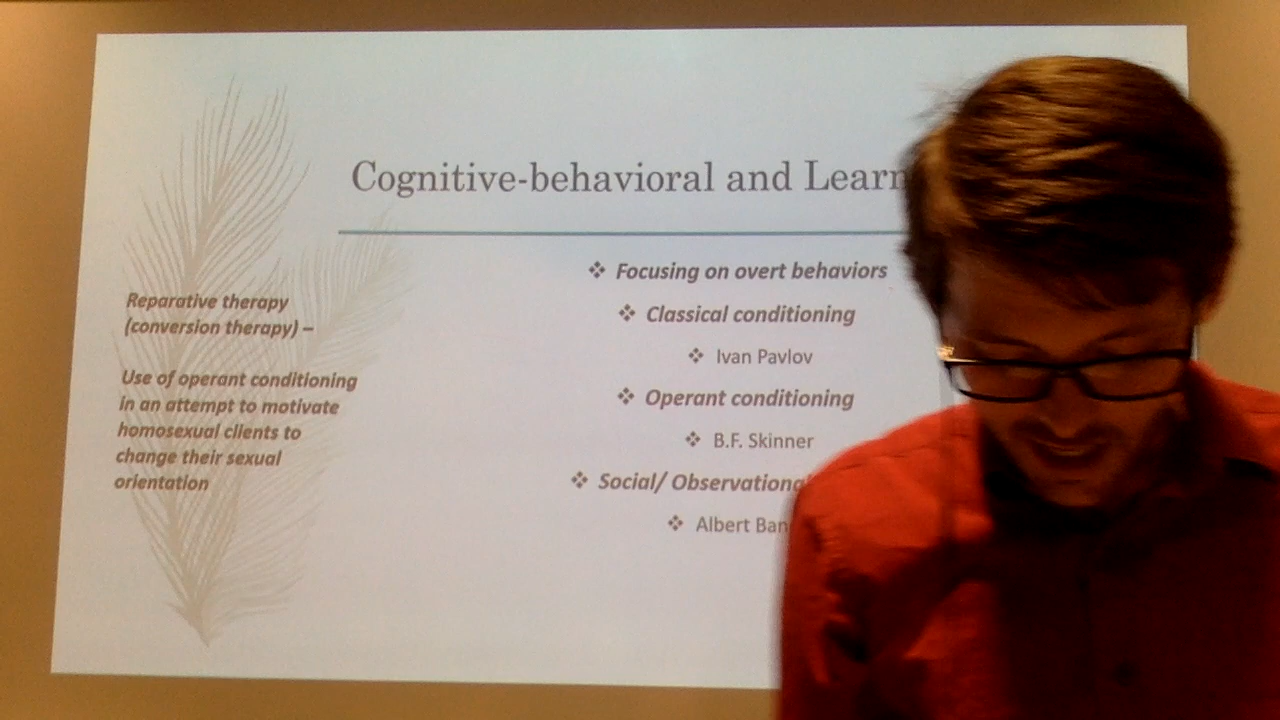 Cognitive-behavioral and Learn
Reparative therapy
(conversion therapy) –
Use of operant conditioning
in an attempt to motivate
homosexual clients to
change their sexual
orientation
❖ Focusing on overt behaviors
❖ Classical conditioning
❖ Ivan Pavlov
❖ Operant conditioning
❖ B.F. Skinner
❖ Social/ Observational
❖ Albert Ban